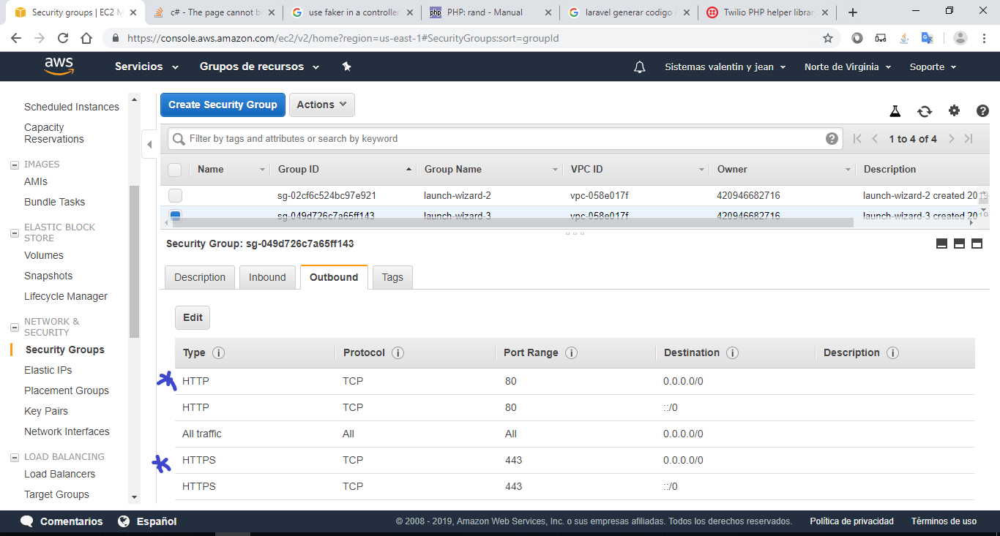 Security groups | EC2 M
c# - The page cannot b
use faker in a controller
php PHP: rand - Manual
laravel generar codigo
Twilio PHP helper librar
https://console.aws.amazon.com/ec2/v2/home?region=us-east-1#SecurityGroups:sort=groupId
aws Servicios Grupos de recursos Sistemas valentin y jean Norte de Virginia Soporte
Scheduled Instances
Capacity
Reservations
IMAGES
AMIs
Bundle Tasks
ELASTIC BLOCK
STORE
Volumes
Snapshots
Lifecycle Manager
NETWORK &
SECURITY
Security Groups
Elastic IPs
Placement Groups
Key Pairs
Network Interfaces
LOAD BALANCING
Load Balancers
Target Groups
Create Security Group Actions
Filter by tags and attributes or search by keyword 1 to 4 of 4
Name Group ID Group Name VPC ID Owner Description
sg-02cf6c524bc97e921 launch-wizard-2 vpc-058e017f 420946682716 launch-wizard-2 created 2019-
sg-049d726c7a65ff143 launch-wizard-3 vpc-058e017f 420946682716 launch-wizard-3 created 2019
Security Group: sg-049d726c7a65ff143
Description Inbound Outbound Tags
Edit
Type Protocol Port Range Destination Description
HTTP TCP 80 0.0.0.0/0
HTTP TCP 80 ::/0
All traffic All All 0.0.0.0/0
HTTPS TCP 443 0.0.0.0/0
HTTPS TCP 443 ::/0
Comentarios Español © 2008 - 2019, Amazon Web Services, Inc. o sus empresas afiliadas. Todos los derechos reservados. Política de privacidad Términos de uso